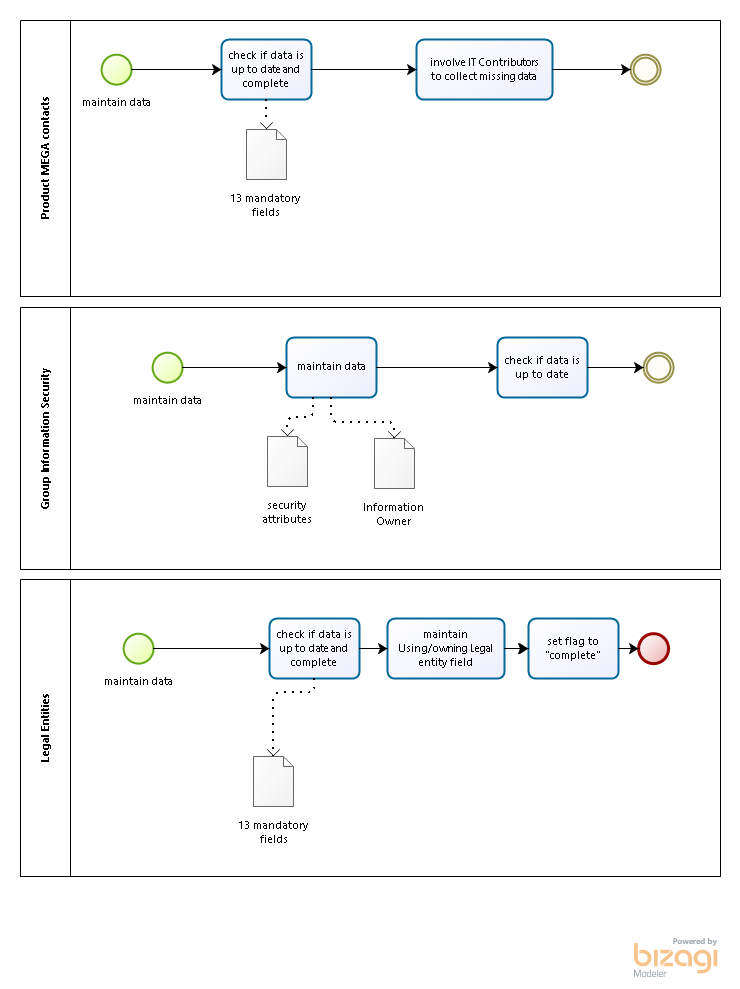 Product MEGA contacts
maintain data
check if data is
up to date and
complete
involve IT Contributors
to collect missing data
13 mandatory
fields
Group Information Security
maintain data
maintain data
check if data is
up to date
security
attributes
Information
Owner
Legal Entities
maintain data
check if data is
up to date and
complete
maintain
Using/owning Legal
entity field
set flag to
"complete"
13 mandatory
fields
Powered by
bizagi
Modeler